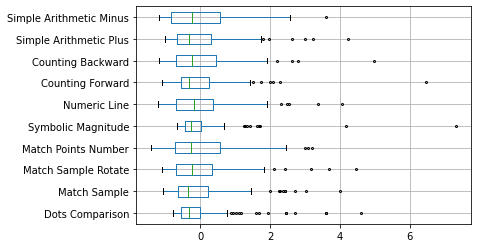 Simple Arithmetic Minus
Simple Arithmetic Plus
Counting Backward
Counting Forward
Numeric Line
Symbolic Magnitude
Match Points Number
Match Sample Rotate
Match Sample
Dots Comparison
0 2 4 6